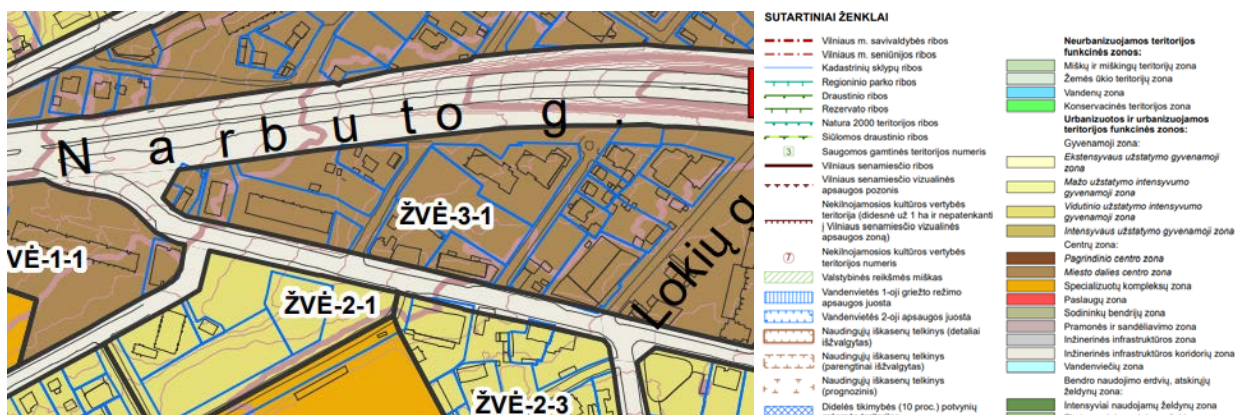 Narbuto g.
ŽVĖ-3-1
Lokių g
VĖ-1-1
ŽVĖ-2-1
ŽVĖ-2-3
SUTARTINIAI ŽENKLAI
Vilniaus m. savivaldybės ribos
Vilniaus m. seniūnijos ribos
Kadastrinių sklypų ribos
Regioninio parko ribos
Draustinio ribos
Rezervato ribos
Natura 2000 teritorijos ribos
Siūlomos draustinio ribos
3
Saugomos gamtinės teritorijos numeris
Vilniaus senamiesčio ribos
Vilniaus senamiesčio vizualinės
apsaugos pozonis
Nekilnojamosios kultūros vertybės
teritorija (didesnė už 1 ha ir nepatenkanti
į Vilniaus senamiesčio vizualinės
apsaugos zoną)
7
Nekilnojamosios kultūros vertybės
teritorijos numeris
Valstybinės reikšmės miškas
Vandenvietės 1-oji griežto režimo
apsaugos juosta
Vandenvietės 2-oji apsaugos juosta
Naudingųjų iškasenų telkinys (detaliai
išžvalgytas)
Naudingųjų iškasenų telkinys
(parengtinai išžvalgytas)
Naudingųjų iškasenų telkinys
(prognozinis)
Didelės tikimybės (10 proc.) potvynių
Neurbanizuojamos teritorijos
funkcinės zonos:
Miškų ir miškingų teritorijų zona
Žemės ūkio teritorijų zona
Vandenų zona
Konservacinės teritorijos zona
Urbanizuotos ir urbanizuojamos
teritorijos funkcinės zonos:
Gyvenamoji zona:
Ekstensyvaus užstatymo gyvenamoji
zona
Mažo užstatymo intensyvumo
gyvenamoji zona
Vidutinio užstatymo intensyvumo
gyvenamoji zona
Intensyvaus užstatymo gyvenamoji zona
Centrų zona:
Pagrindinio centro zona
Miesto dalies centro zona
Specializuotų kompleksų zona
Paslaugų zona
Sodininkų bendrijų zona
Pramonės ir sandėliavimo zona
Inžinerinės infrastruktūros zona
Inžinerinės infrastruktūros koridorių zona
Vandenviečių zona
Bendro naudojimo erdvių, atskirųjų
želdynų zona:
Intensyviai naudojamų želdynų zona